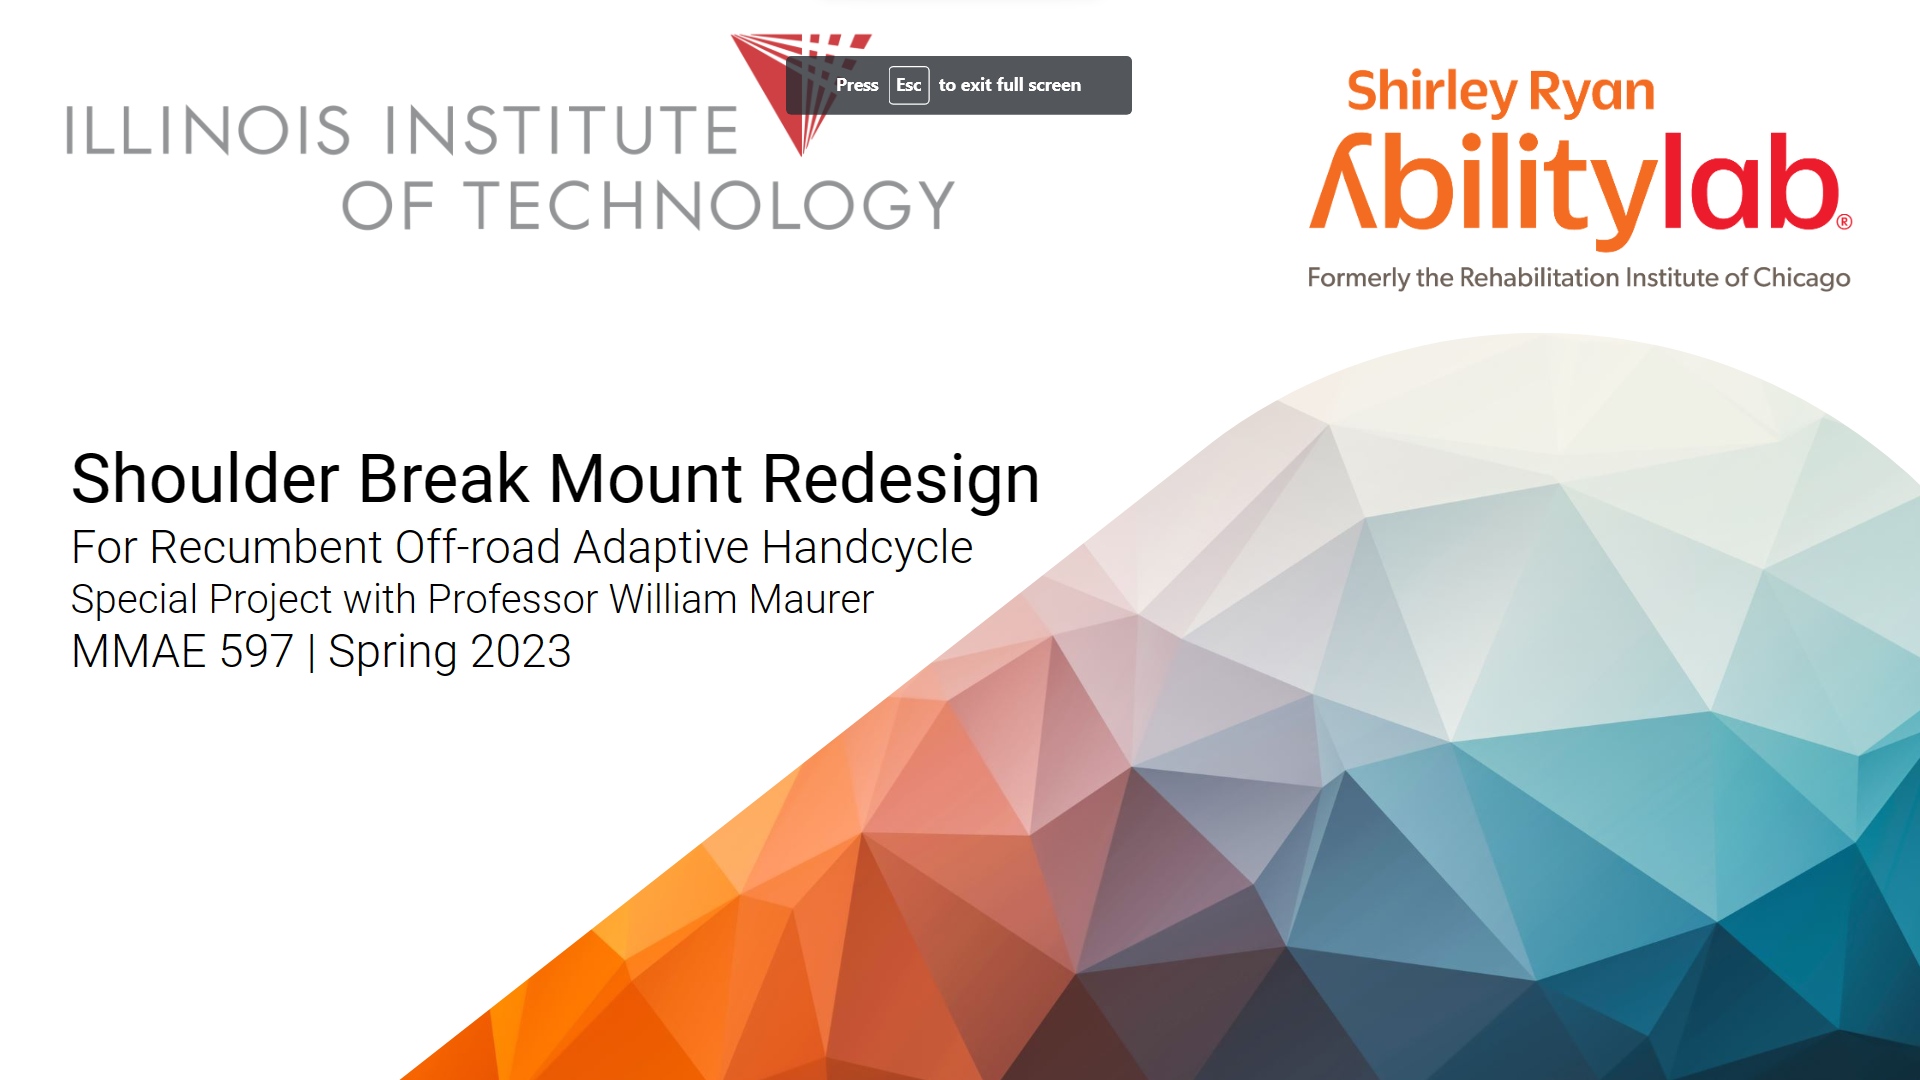 ILLINOIS INSTITUTE
OF TECHNOLOGY
Press Esc to exit full screen
Shirley Ryan
Abilitylab®
Formerly the Rehabilitation Institute of Chicago
Shoulder Break Mount Redesign
For Recumbent Off-road Adaptive Handcycle
Special Project with Professor William Maurer
MMAE 597 | Spring 2023